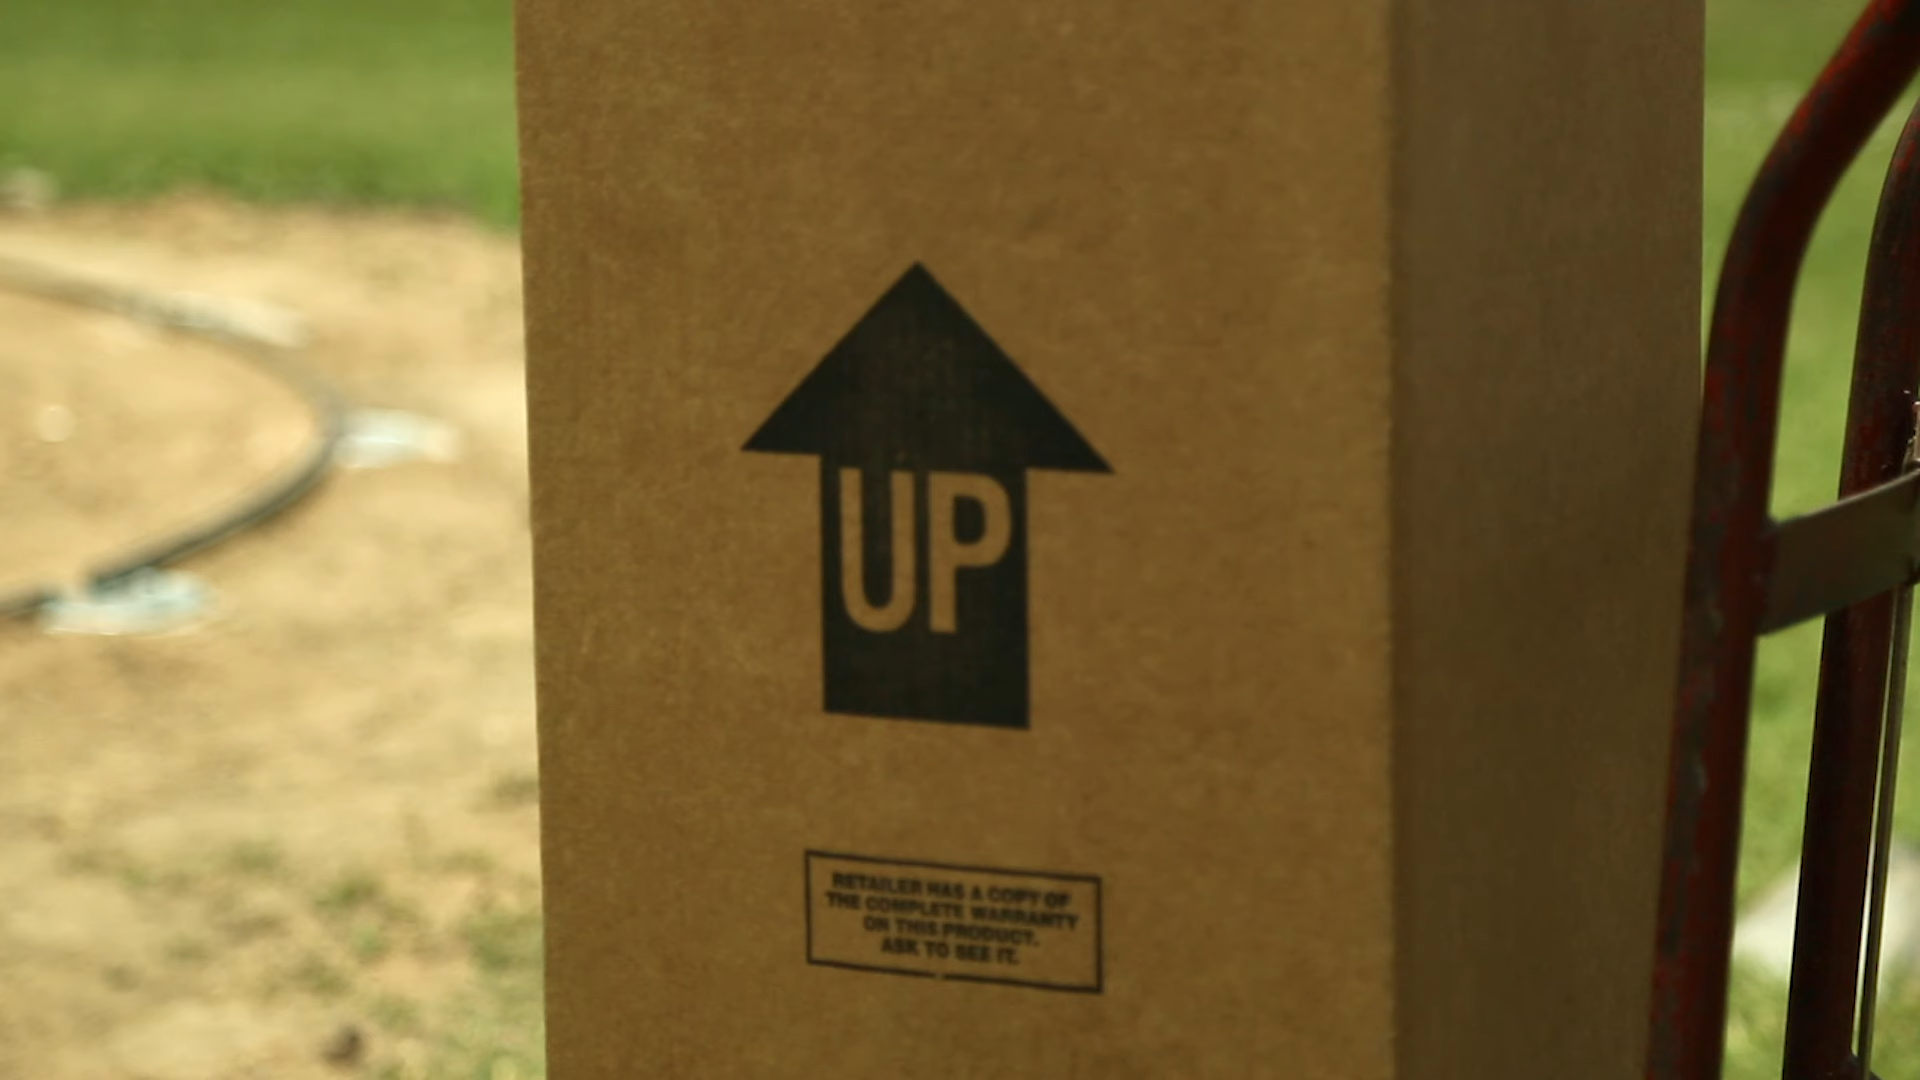 UP
RETAILER HAS A COPY OF
THE COMPLETE WARRANTY
ON THIS PRODUCT.
ASK TO SEE IT.